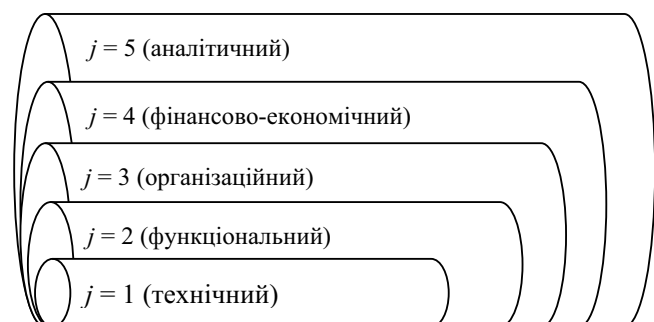 j = 5 (аналітичний)
j = 4 (фінансово-економічний)
j = 3 (організаційний)
j = 2 (функціональний)
j = 1 (технічний)